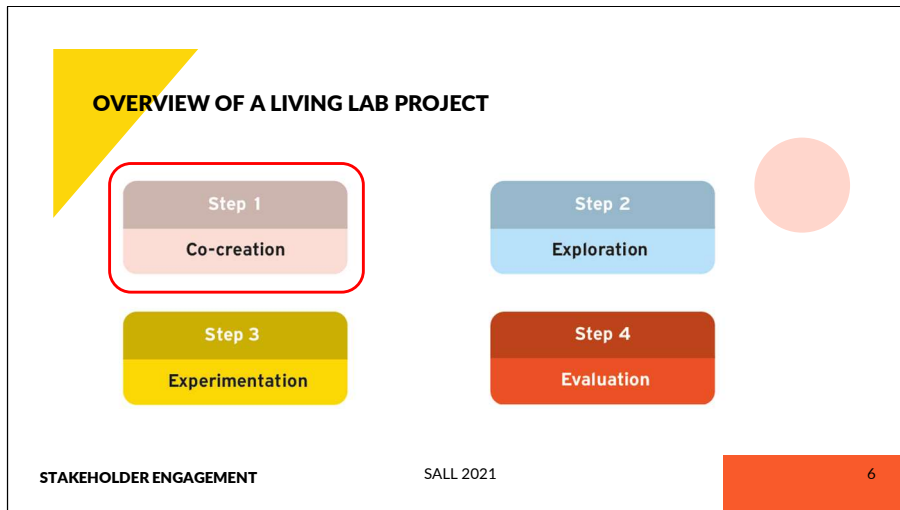 OVERVIEW OF A LIVING LAB PROJECT
Step 1
Co-creation
Step 2
Exploration
Step 3
Experimentation
Step 4
Evaluation
STAKEHOLDER ENGAGEMENT
SALL 2021
6